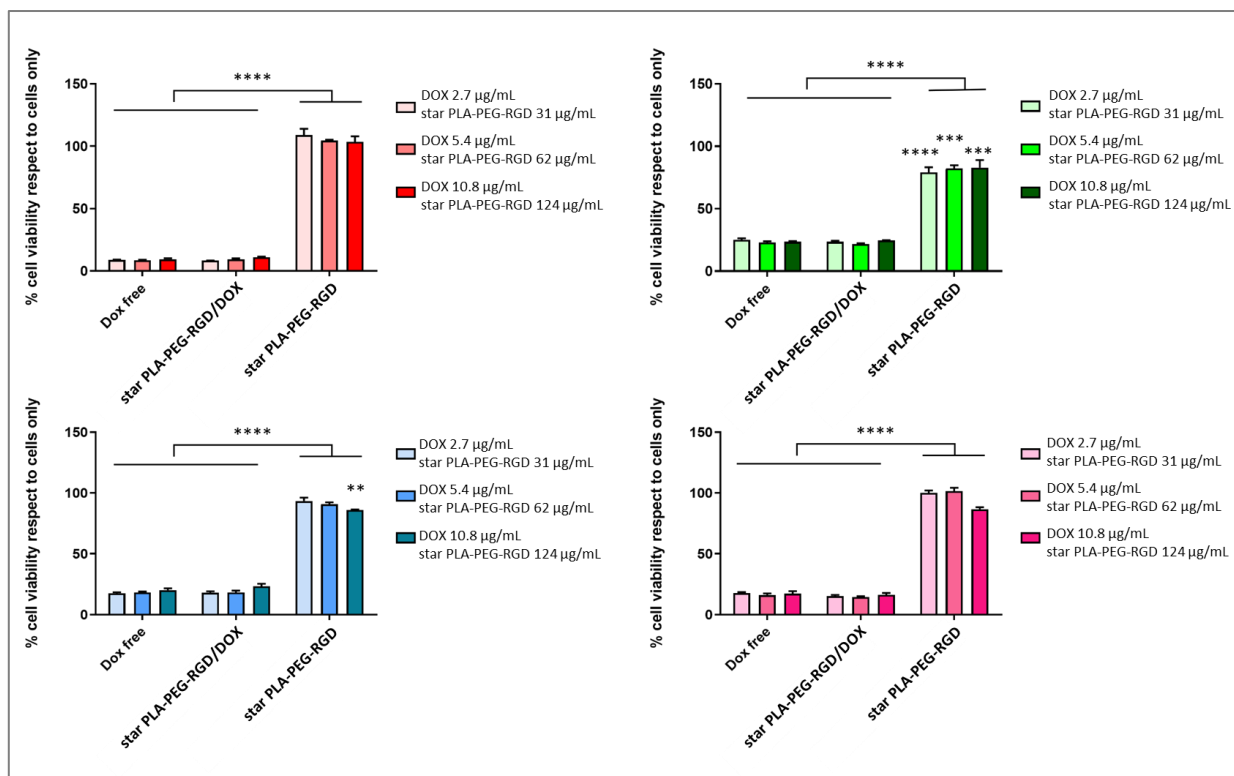 % cell viability respect to cells only
150
100
50
0
****
Dox free
star PLA-PEG-RGD/DOX
star PLA-PEG-RGD
DOX 2.7 µg/mL
star PLA-PEG-RGD 31 µg/mL
DOX 5.4 µg/mL
star PLA-PEG-RGD 62 µg/mL
DOX 10.8 µg/mL
star PLA-PEG-RGD 124 µg/mL
% cell viability respect to cells only
150
100
50
0
****
****
***
***
Dox free
star PLA-PEG-RGD/DOX
star PLA-PEG-RGD
DOX 2.7 µg/mL
star PLA-PEG-RGD 31 µg/mL
DOX 5.4 µg/mL
star PLA-PEG-RGD 62 µg/mL
DOX 10.8 µg/mL
star PLA-PEG-RGD 124 µg/mL
% cell viability respect to cells only
150
100
50
0
****
**
Dox free
star PLA-PEG-RGD/DOX
star PLA-PEG-RGD
DOX 2.7 µg/mL
star PLA-PEG-RGD 31 µg/mL
DOX 5.4 µg/mL
star PLA-PEG-RGD 62 µg/mL
DOX 10.8 µg/mL
star PLA-PEG-RGD 124 µg/mL
% cell viability respect to cells only
150
100
50
0
****
Dox free
star PLA-PEG-RGD/DOX
star PLA-PEG-RGD
DOX 2.7 µg/mL
star PLA-PEG-RGD 31 µg/mL
DOX 5.4 µg/mL
star PLA-PEG-RGD 62 µg/mL
DOX 10.8 µg/mL
star PLA-PEG-RGD 124 µg/mL